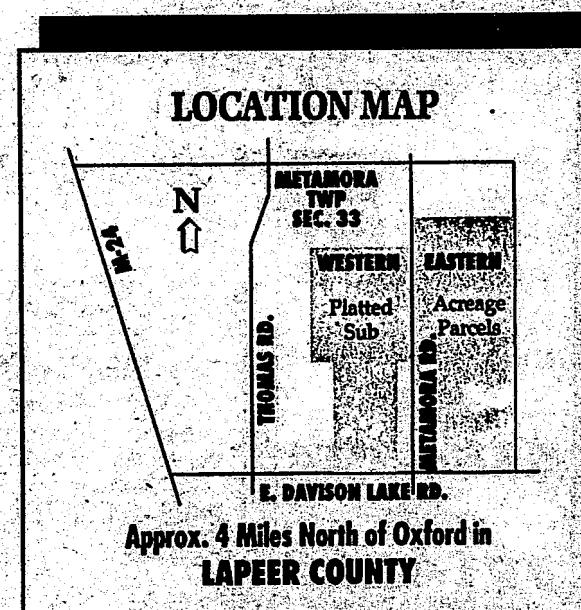 LOCATION MAP
N
M-24
METAMORA
TWP
SEC. 33
WESTERN
EASTERN
Platted
Sub
Acreage
Parcels
THOMAS RD.
METAMORA RD.
E. DAVISON LAKE RD.
Approx. 4 Miles North of Oxford in
LAPEER COUNTY